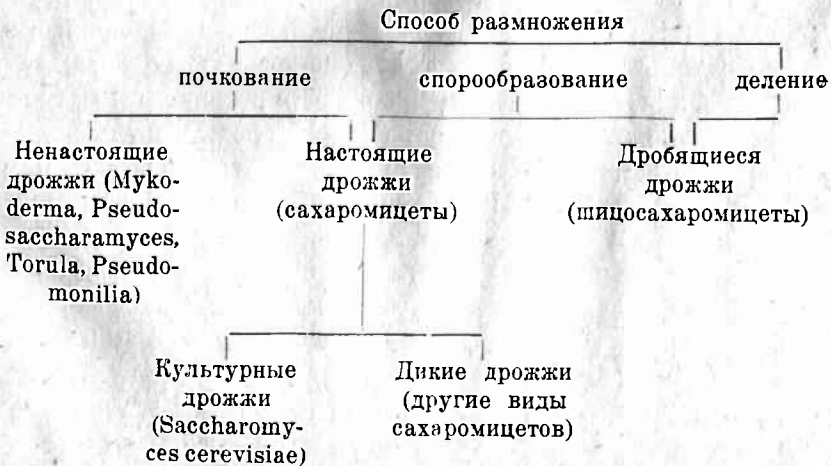 Способ размножения
почкование спорообразование деление
Ненастоящие
дрожжи (Myko-
derma, Pseudo-
saccharamyces,
Torula, Pseudo-
monilia)
Настоящие
дрожжи
(сахаромицеты)
Дробящиеся
дрожжи
(шицосахаромицеты)
Культурные
дрожжи
(Saccharomy-
ces cerevisiae)
Дикие дрожжи
(другие виды
сахаромицетов)